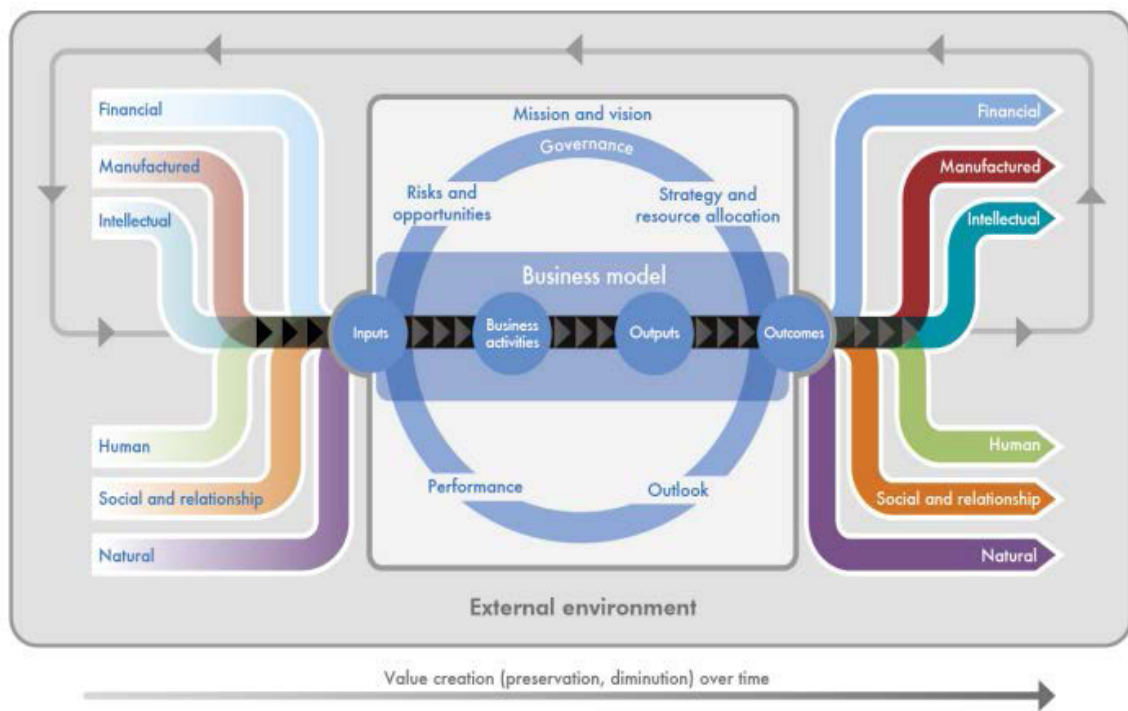 Financial
Manufactured
Intellectual
Human
Social and relationship
Natural
Mission and vision
Governance
Risks and
opportunities
Strategy and
resource allocation
Business model
Inputs
Business
activities
Outputs
Outcomes
Performance
Outlook
Financial
Manufactured
Intellectual
Human
Social and relationship
Natural
External environment
Value creation (preservation, diminution) over time